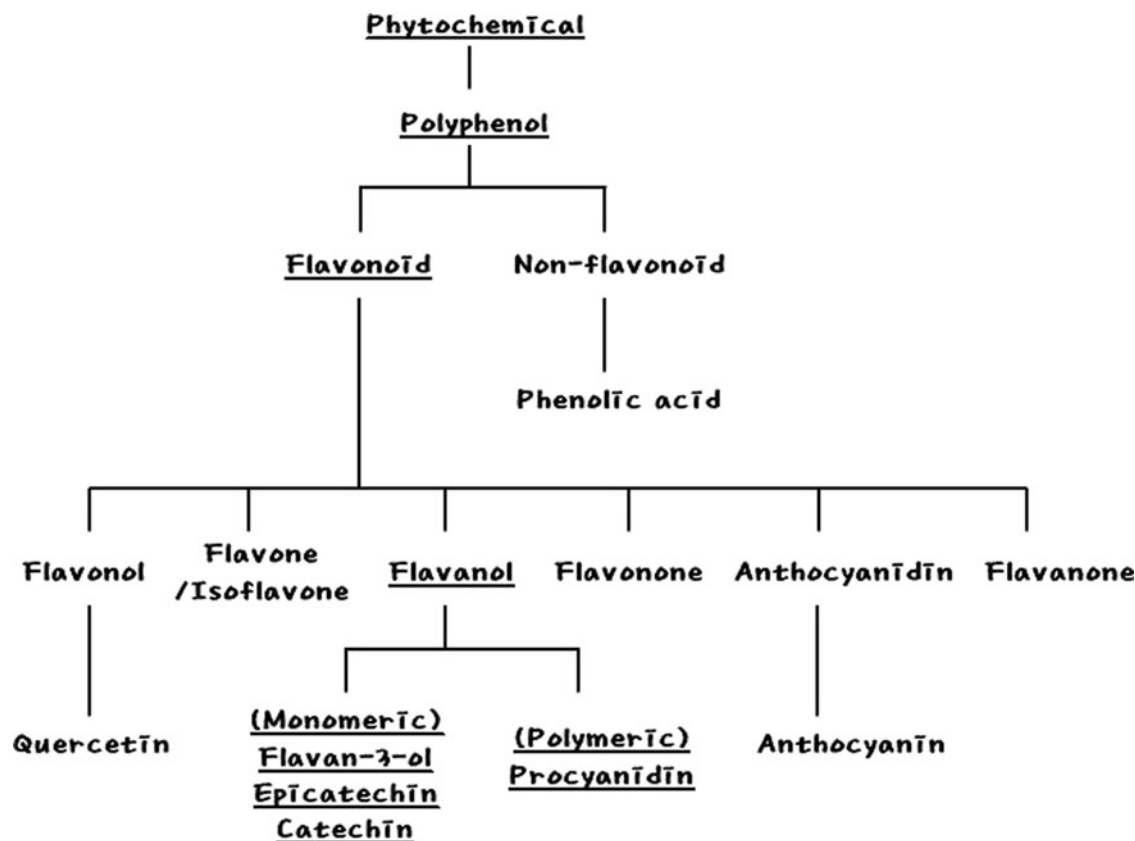 Phytochemical
Polyphenol
Flavonoid
Non-flavonoid
Phenolic acid
Flavonol
Flavone
/Isoflavone
Flavanol
Flavonone
Anthocyanidin
Flavanone
Quercetin
(Monomeric)
Flavan-3-ol
Epicatechin
Catechin
(Polymeric)
Procyanidin
Anthocyanin